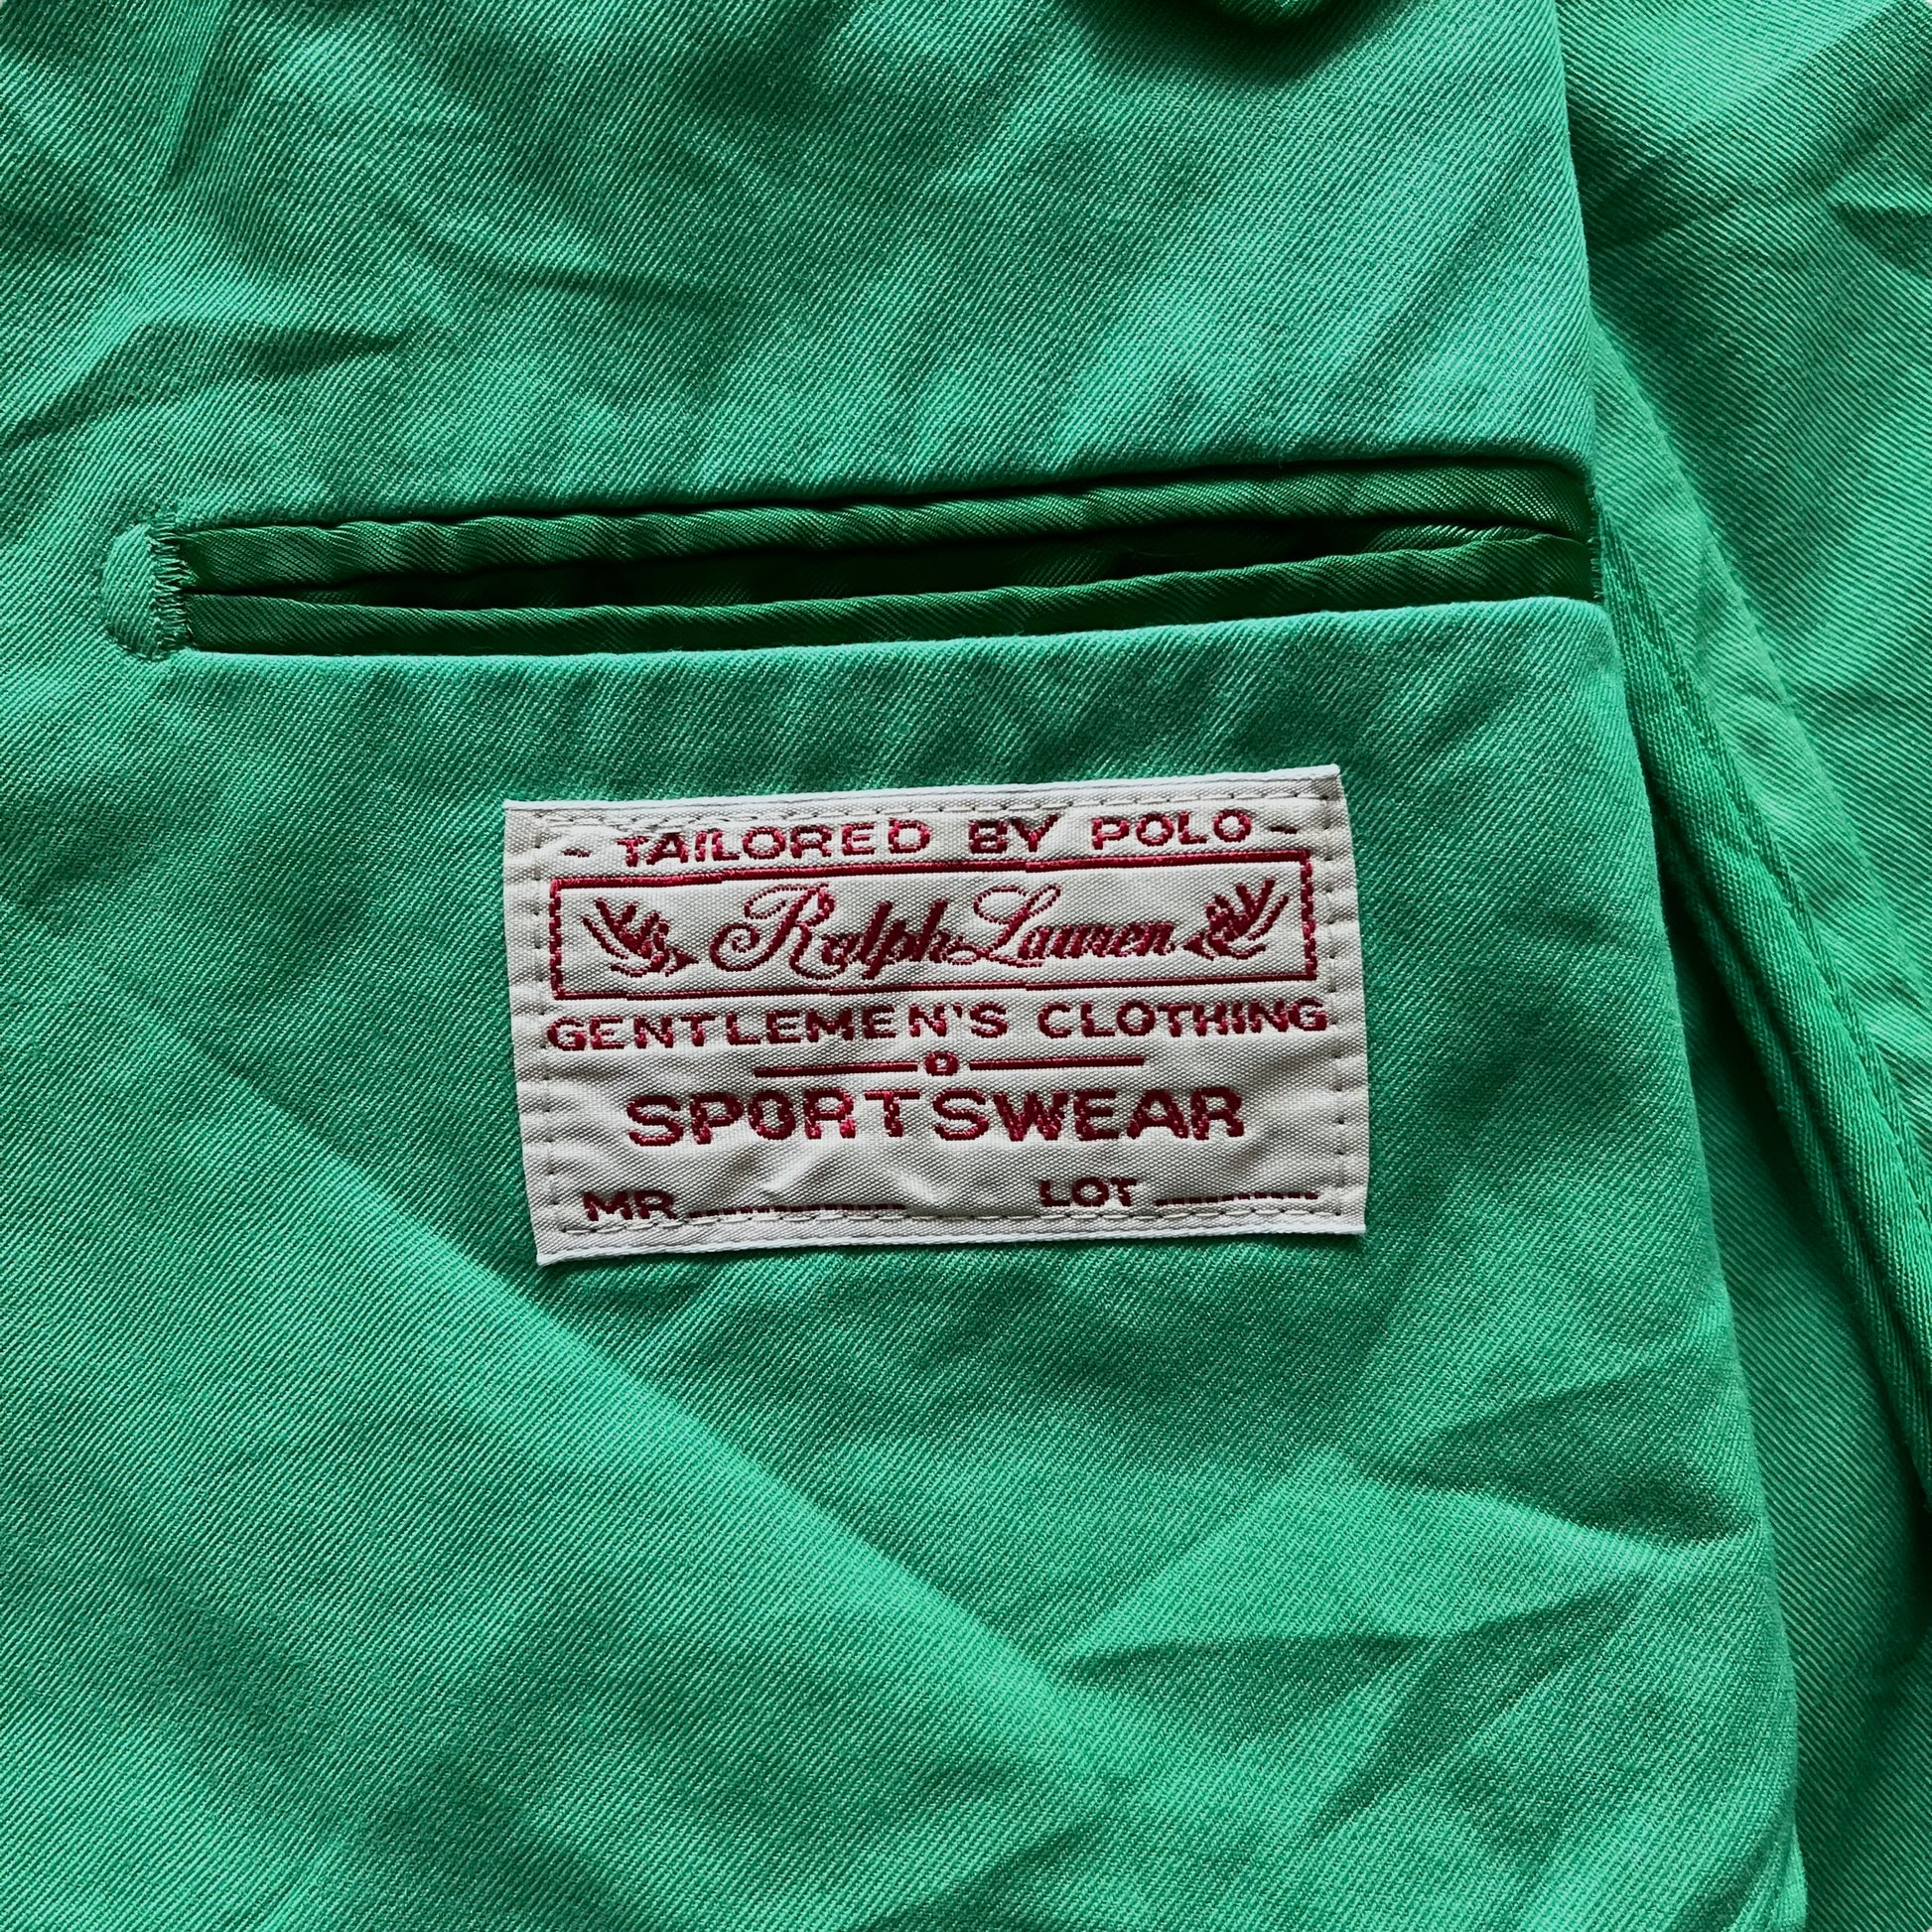 - TAILORED BY POLO -
Ralph Lauren
GENTLEMEN'S CLOTHING
SPORTSWEAR
MR LOT